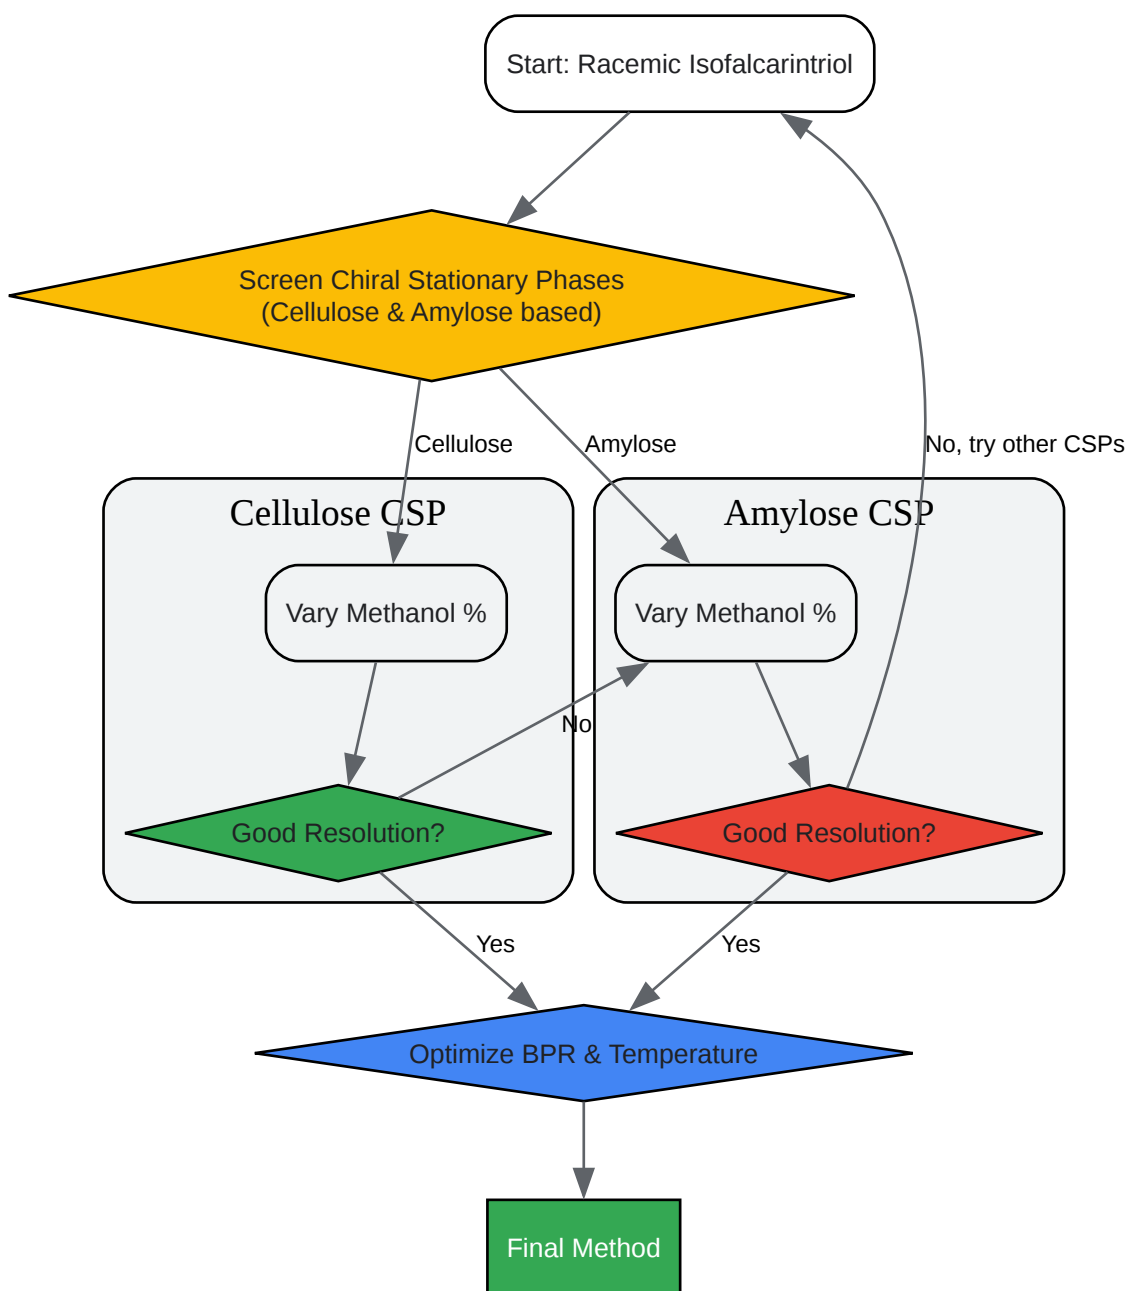 Start: Racemic Isofalcarintriol
Screen Chiral Stationary Phases
(Cellulose & Amylose based)
Cellulose
Amylose
No, try other CSPs
Cellulose CSP
Amylose CSP
Vary Methanol %
Vary Methanol %
No
Good Resolution?
Good Resolution?
Yes
Yes
Optimize BPR & Temperature
Final Method